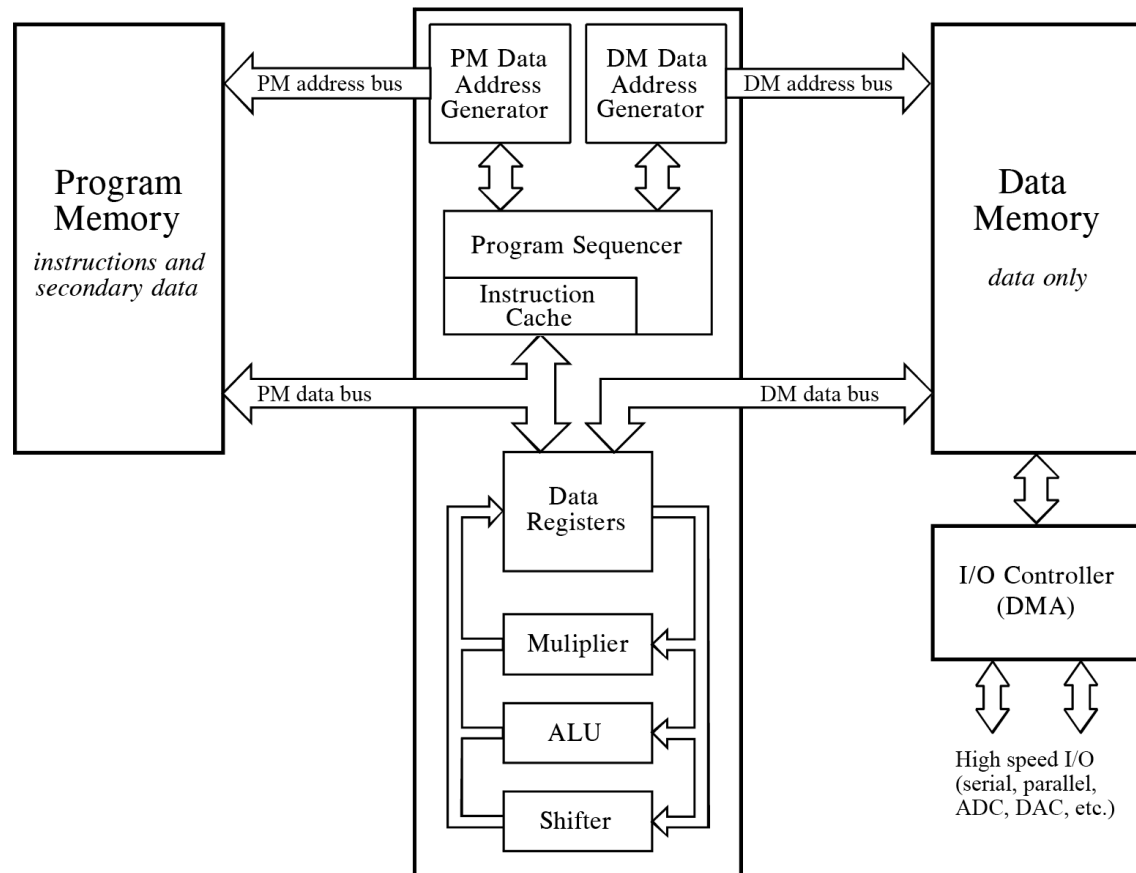 PM Data
Address
Generator
DM Data
Address
Generator
PM address bus
DM address bus
Program
Memory
instructions and
secondary data
Program Sequencer
Instruction
Cache
Data
Memory
data only
PM data bus
DM data bus
Data
Registers
Muliplier
ALU
Shifter
I/O Controller
(DMA)
High speed I/O
(serial, parallel,
ADC, DAC, etc.)